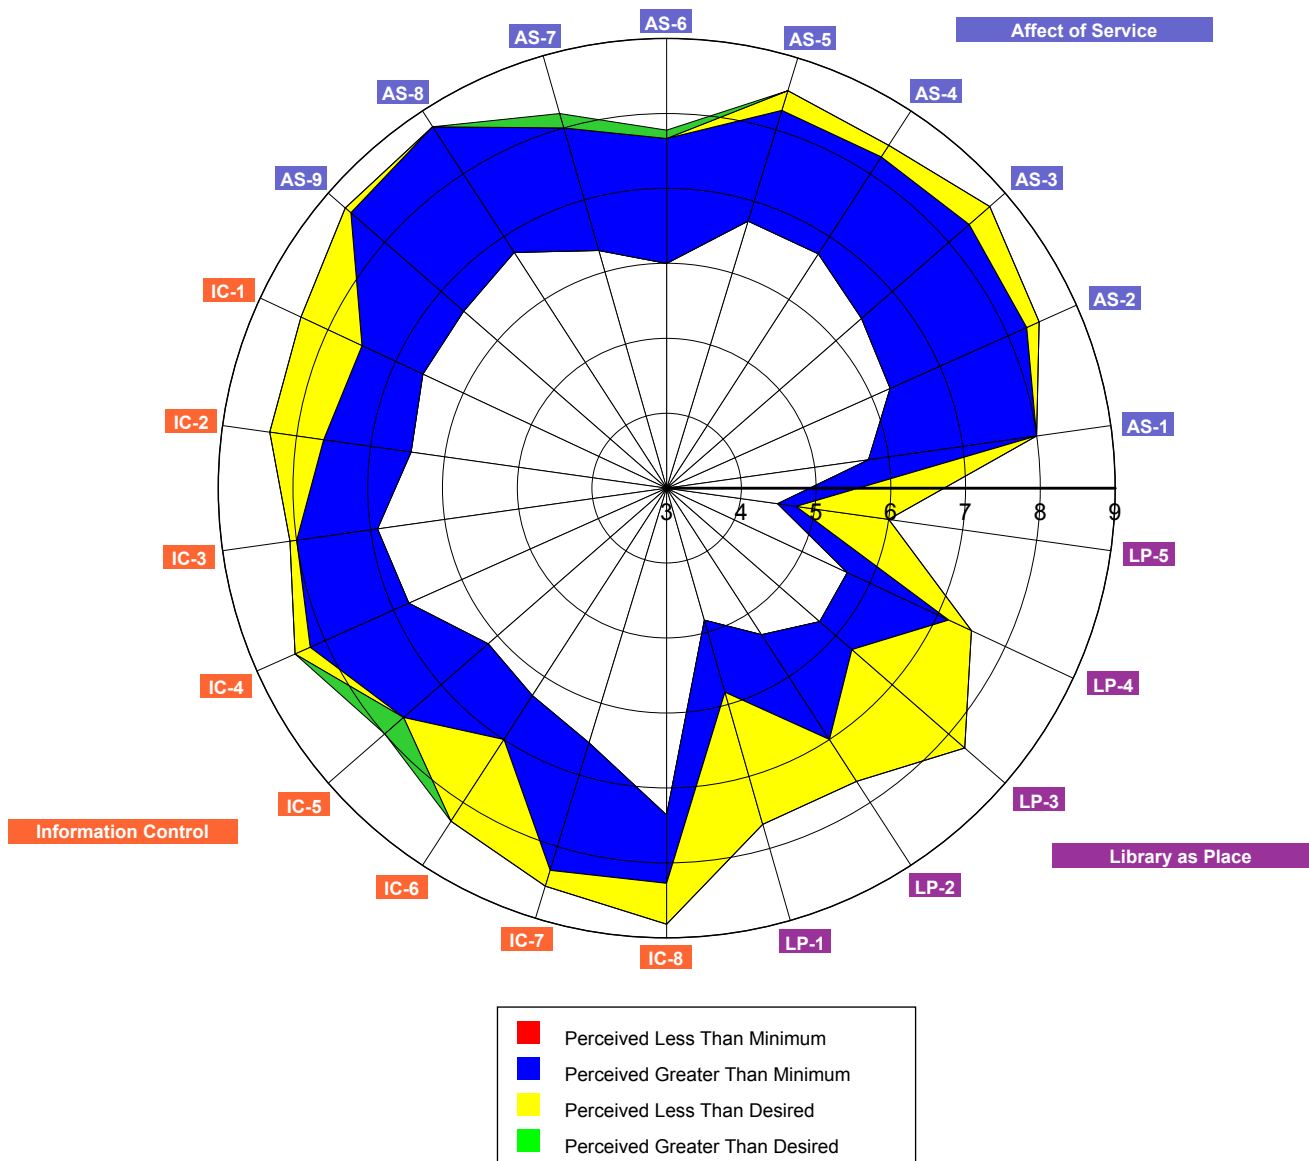 AS-6
AS-7
AS-5
Affect of Service
AS-8
AS-4
AS-9
AS-3
IC-1
AS-2
IC-2
AS-1
3 4 5 6 7 8 9
IC-3
LP-5
IC-4
LP-4
IC-5
LP-3
Information Control
Library as Place
IC-6
LP-2
IC-7
LP-1
IC-8
Perceived Less Than Minimum
Perceived Greater Than Minimum
Perceived Less Than Desired
Perceived Greater Than Desired